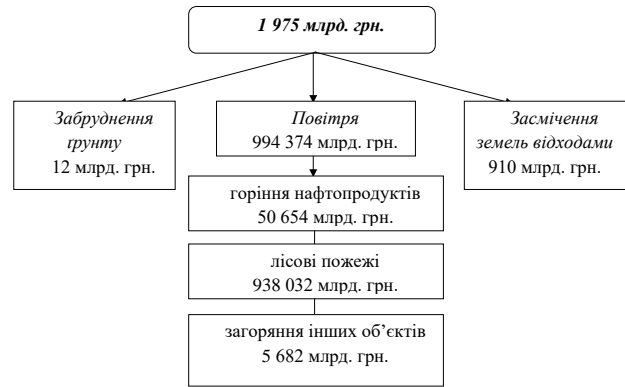 1 975 млрд. грн.
Забруднення
ґрунту
12 млрд. грн.
Повітря
994 374 млрд. грн.
Засмічення
земель відходами
910 млрд. грн.
горіння нафтопродуктів
50 654 млрд. грн.
лісові пожежі
938 032 млрд. грн.
загоряння інших об’єктів
5 682 млрд. грн.